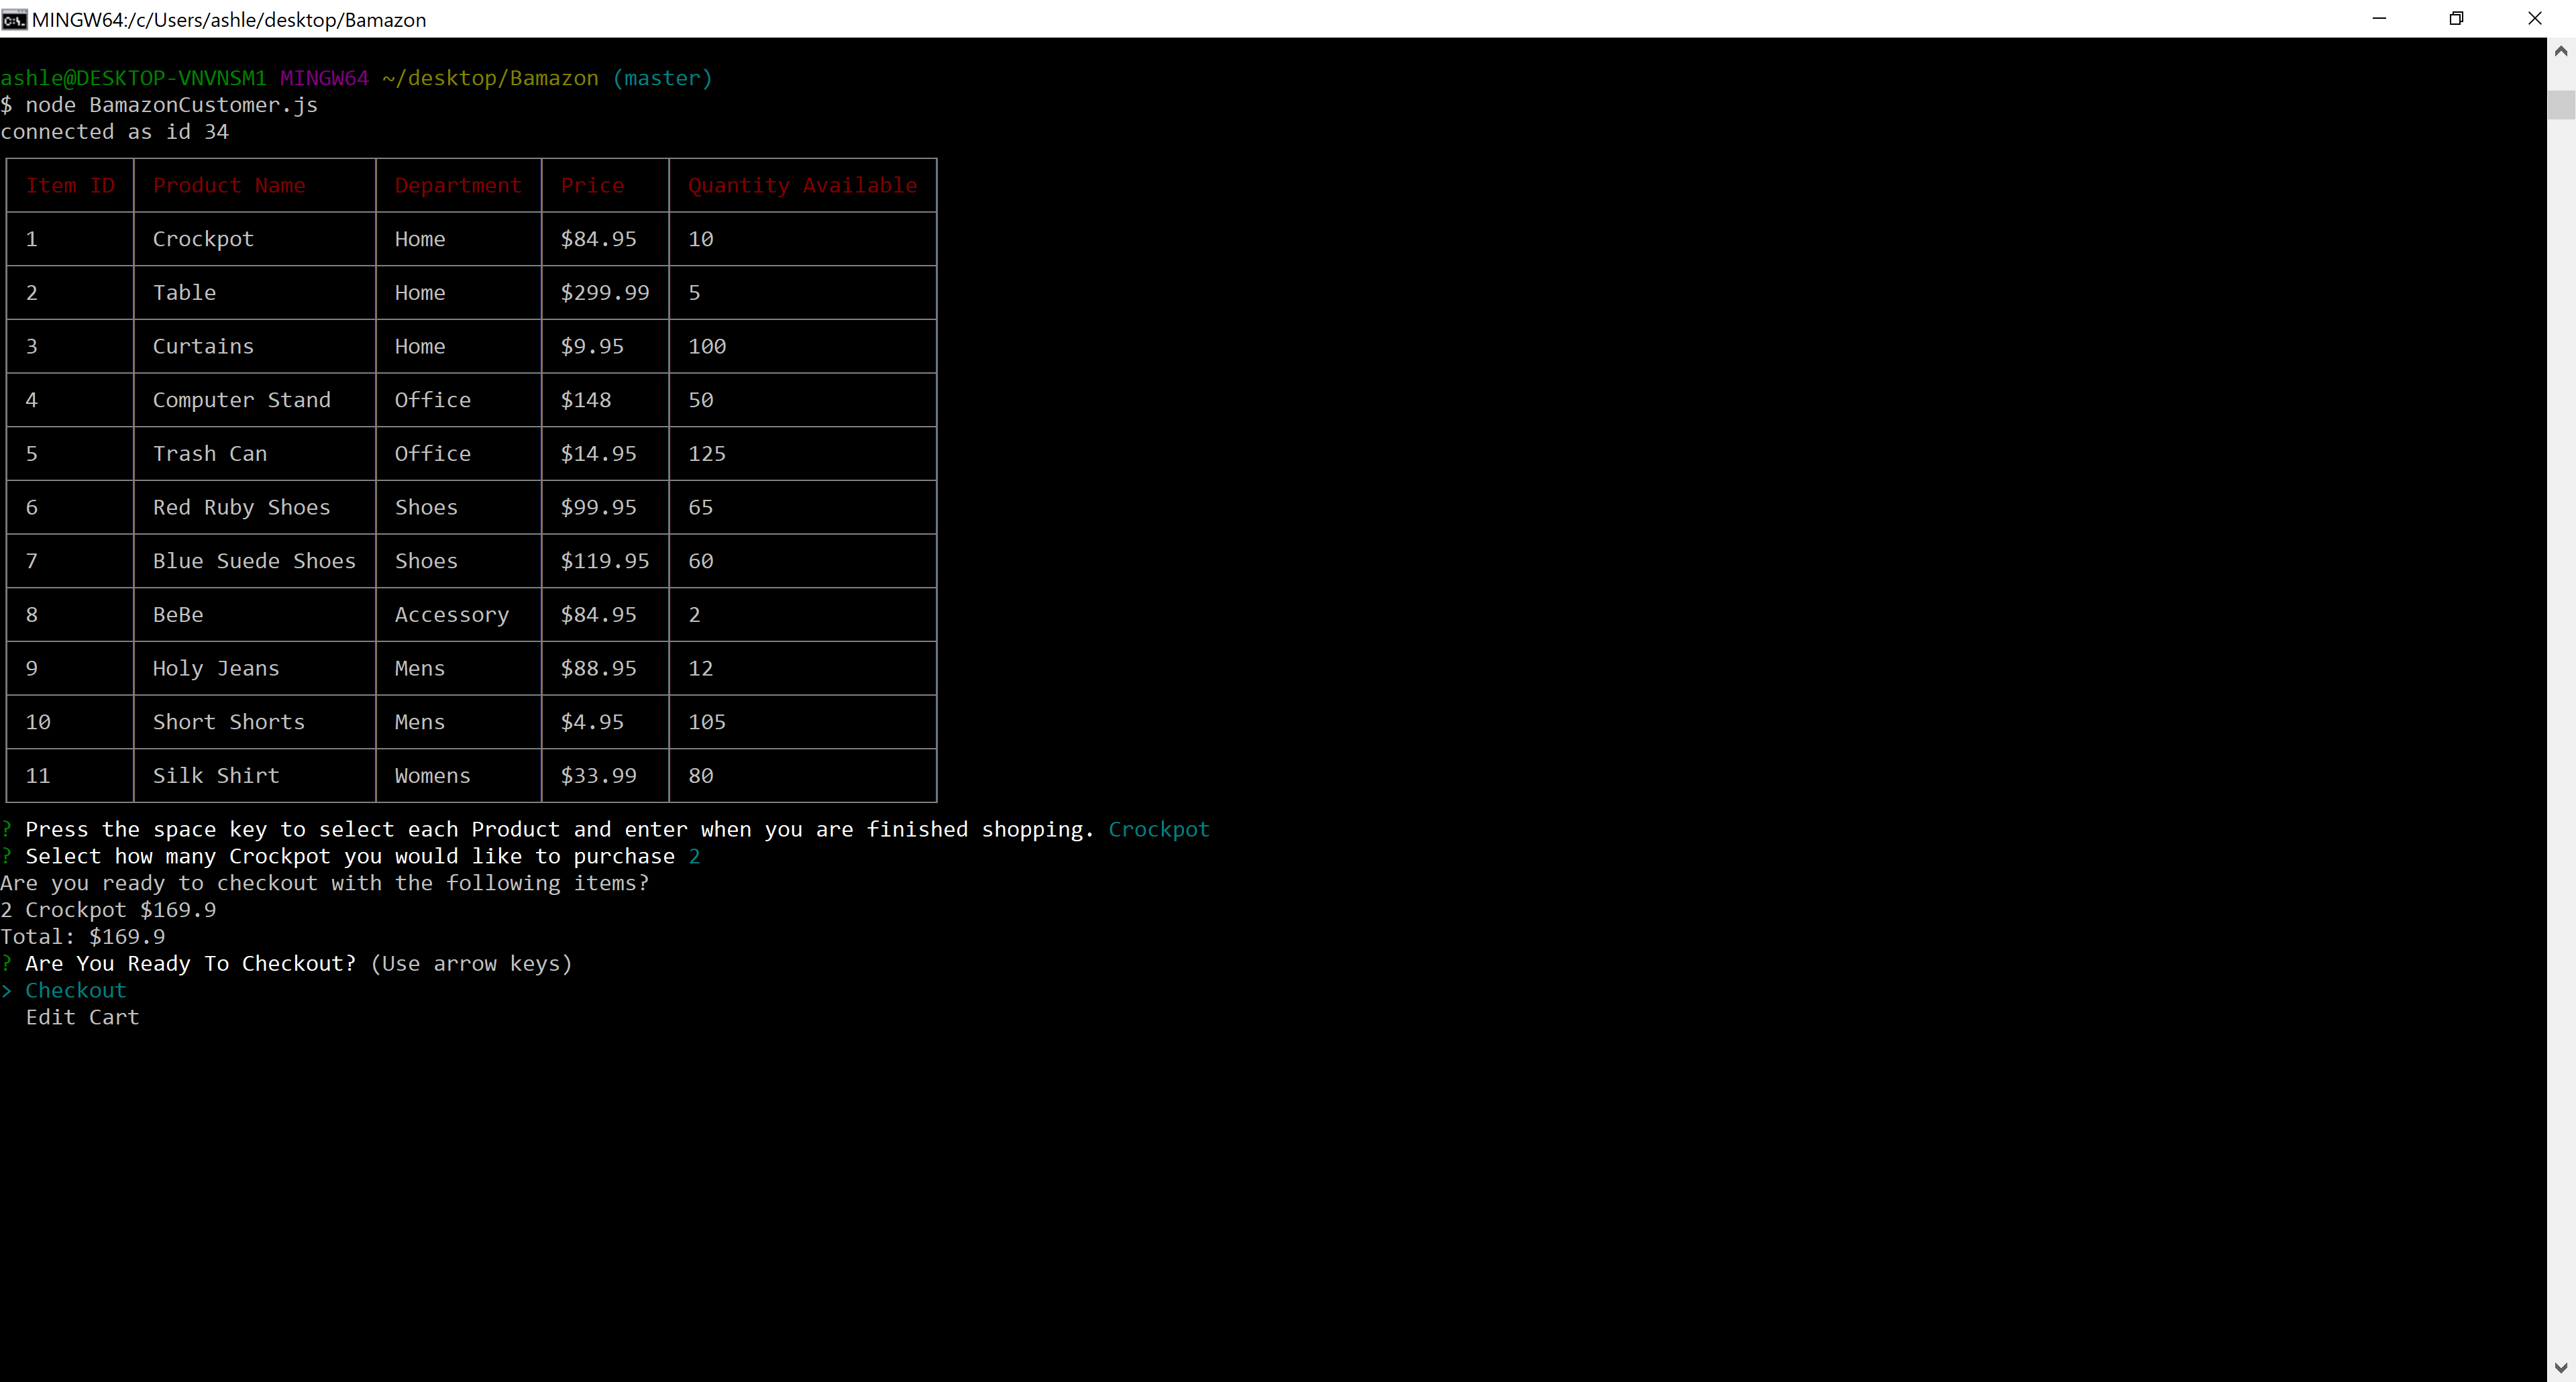 MINGW64:/c/Users/ashle/desktop/Bamazon
ashle@DESKTOP-VNVNSM1 MINGW64 ~/desktop/Bamazon (master)
$ node BamazonCustomer.js
connected as id 34
Item ID Product Name Department Price Quantity Available
1 Crockpot Home $84.95 10
2 Table Home $299.99 5
3 Curtains Home $9.95 100
4 Computer Stand Office $148 50
5 Trash Can Office $14.95 125
6 Red Ruby Shoes Shoes $99.95 65
7 Blue Suede Shoes Shoes $119.95 60
8 BeBe Accessory $84.95 2
9 Holy Jeans Mens $88.95 12
10 Short Shorts Mens $4.95 105
11 Silk Shirt Womens $33.99 80
? Press the space key to select each Product and enter when you are finished shopping. Crockpot
? Select how many Crockpot you would like to purchase 2
Are you ready to checkout with the following items?
2 Crockpot $169.9
Total: $169.9
? Are You Ready To Checkout? (Use arrow keys)
> Checkout
Edit Cart